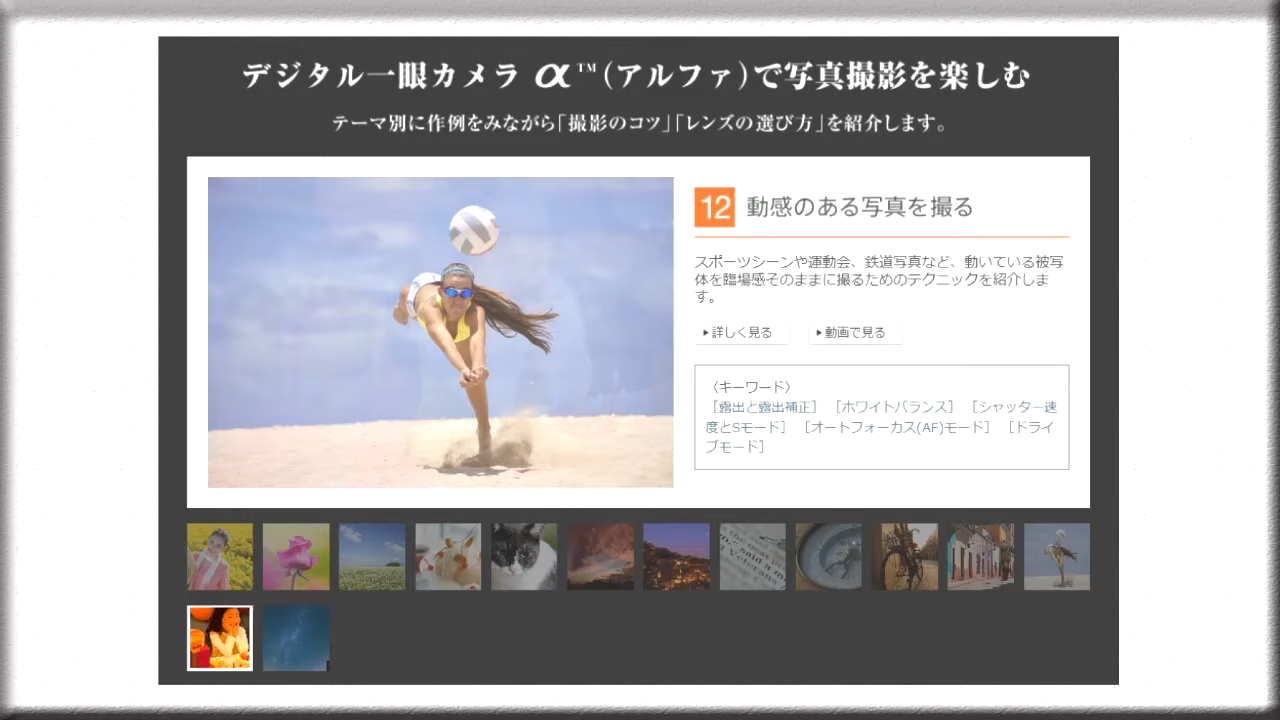 デジタル一眼カメラ α™(アルファ)で写真撮影を楽しむ
テーマ別に作例をみながら｢撮影のコツ｣｢レンズの選び方｣を紹介します。
12 動感のある写真を撮る
スポーツシーンや運動会、鉄道写真など、動いている被写
体を臨場感そのままに撮るためのテクニックを紹介しま
す。
詳しく見る 動画で見る
〈キーワード〉
［露出と露出補正］ ［ホワイトバランス］ ［シャッター速
度とSモード］ ［オートフォーカス(AF)モード］ ［ドライ
ブモード］